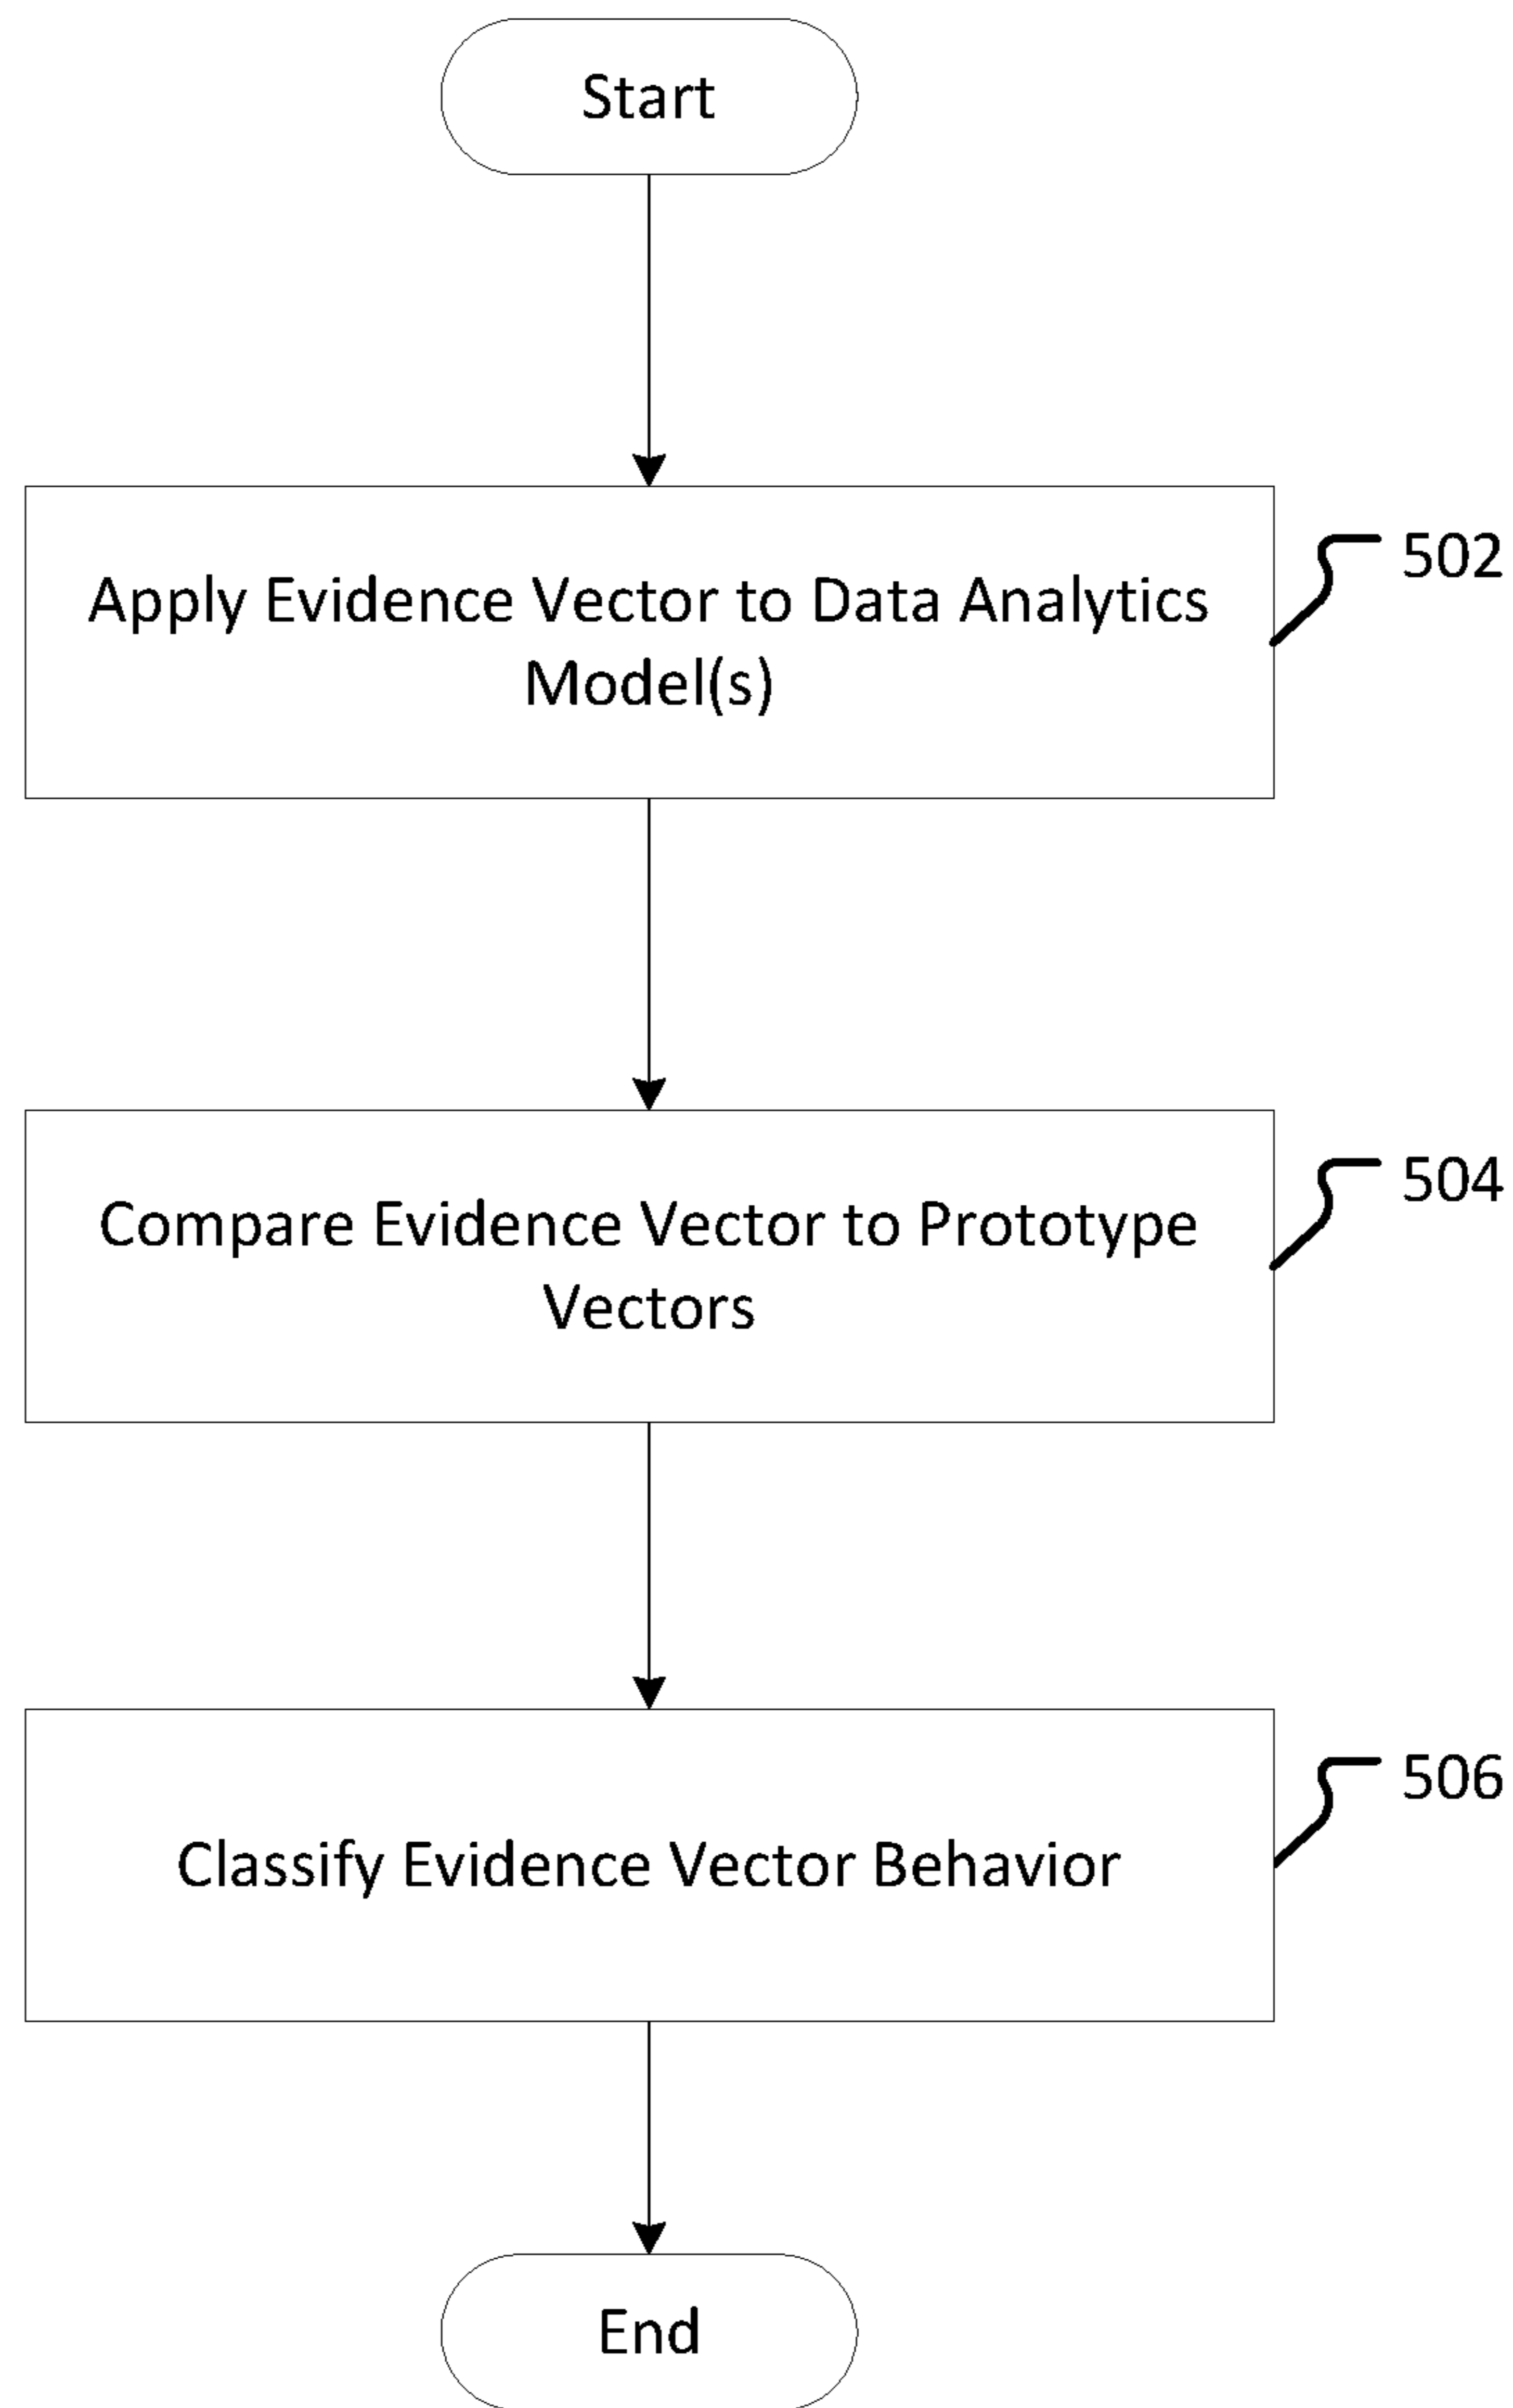 Start
Apply Evidence Vector to Data Analytics
Model(s)
502
Compare Evidence Vector to Prototype
Vectors
504
Classify Evidence Vector Behavior
506
End